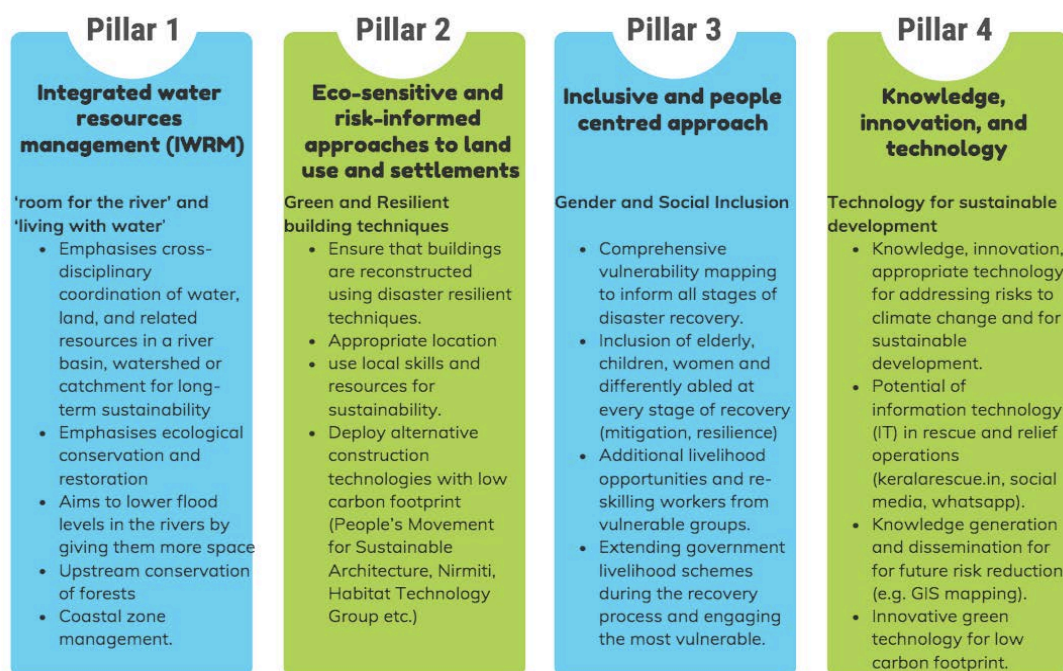 Pillar 1
Integrated water
resources
management (IWRM)
‘room for the river’ and
‘living with water’
• Emphasises cross-
disciplinary
coordination of water,
land, and related
resources in a river
basin, watershed or
catchment for long-
term sustainability
• Emphasises ecological
conservation and
restoration
• Aims to lower flood
levels in the rivers by
giving them more space
• Upstream conservation
of forests
• Coastal zone
management.
Pillar 2
Eco-sensitive and
risk-informed
approaches to land
use and settlements
Green and Resilient
building techniques
• Ensure that buildings
are reconstructed
using disaster resilient
techniques.
• Appropriate location
• use local skills and
resources for
sustainability.
• Deploy alternative
construction
technologies with low
carbon footprint
(People's Movement
for Sustainable
Architecture, Nirmiti,
Habitat Technology
Group etc.)
Pillar 3
Inclusive and people
centred approach
Gender and Social Inclusion
• Comprehensive
vulnerability mapping
to inform all stages of
disaster recovery.
• Inclusion of elderly,
children, women and
differently abled at
every stage of recovery
(mitigation, resilience)
• Additional livelihood
opportunities and re-
skilling workers from
vulnerable groups.
• Extending government
livelihood schemes
during the recovery
process and engaging
the most vulnerable.
Pillar 4
Knowledge,
innovation, and
technology
Technology for sustainable
development
• Knowledge, innovation,
appropriate technology
for addressing risks to
climate change and for
sustainable
development.
• Potential of
information technology
(IT) in rescue and relief
operations
(keralarescue.in, social
media, whatsapp).
• Knowledge generation
and dissemination for
for future risk reduction
(e.g. GIS mapping).
• Innovative green
technology for low
carbon footprint.